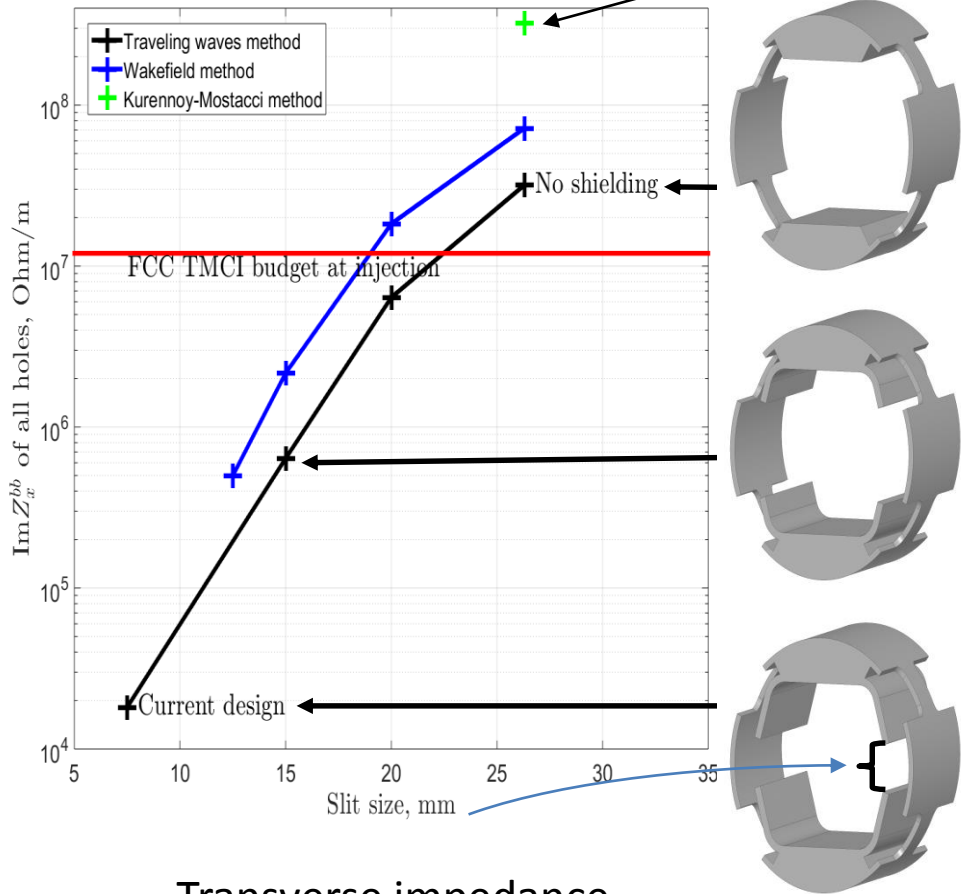 Traveling waves method
Wakefield method
Kurennoy-Mostacci method
10^8
No shielding
FCC TMCI budget at injection
10^7
ImZ_x^{bb} of all holes, Ohm/m
10^6
10^5
Current design
10^4
5 10 15 20 25 30 35
Slit size, mm
Transverse impedance